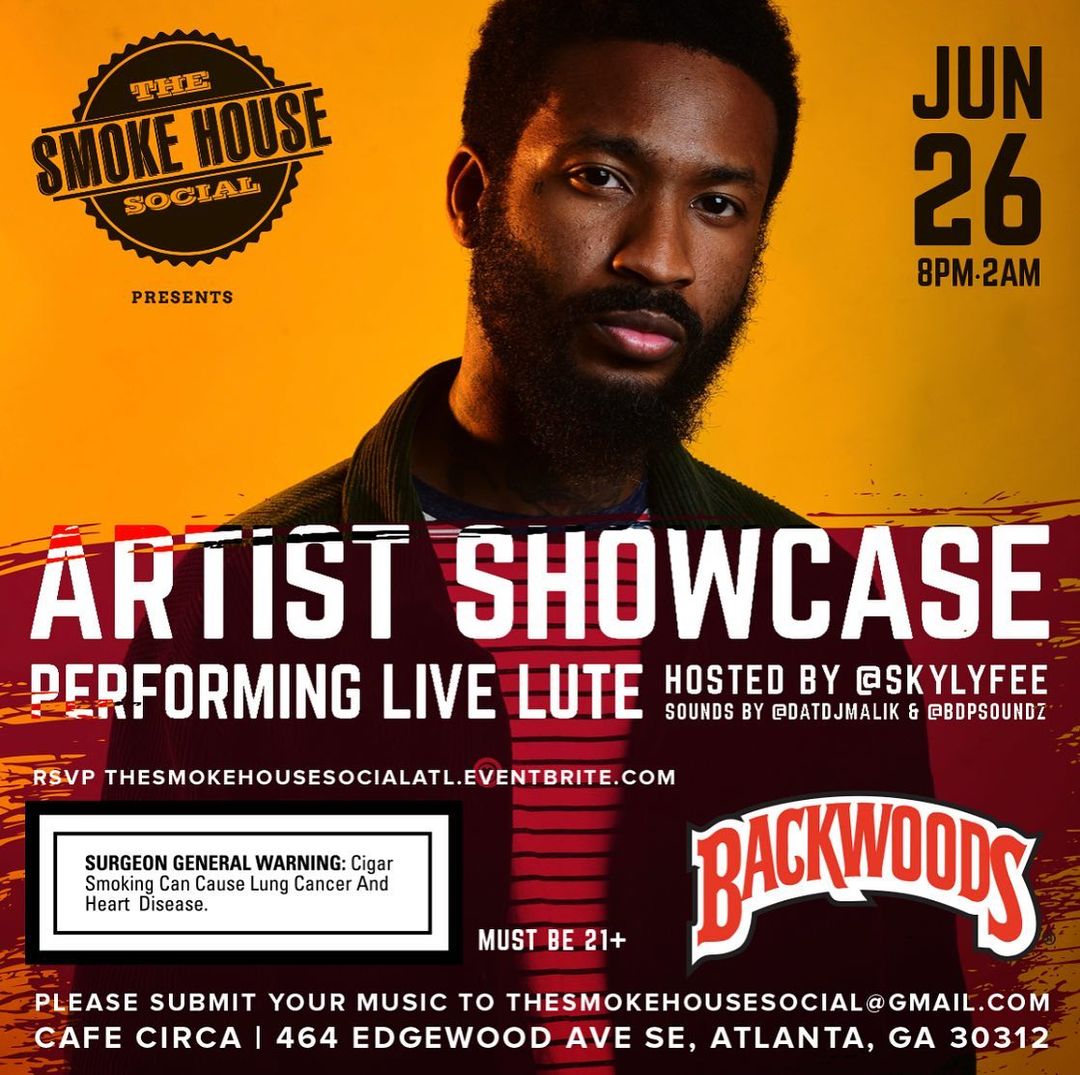 THE
SMOKE HOUSE
SOCIAL
PRESENTS
JUN
26
8PM·2AM
ARTIST SHOWCASE
PERFORMING LIVE LUTE
HOSTED BY @SKYLYFEE
SOUNDS BY @DATDJMALIK & @BDPSOUNDZ
RSVP THESMOKEHOUSESOCIALATL.EVENTBRITE.COM
SURGEON GENERAL WARNING: Cigar
Smoking Can Cause Lung Cancer And
Heart Disease.
MUST BE 21+
BACKWOODS®
PLEASE SUBMIT YOUR MUSIC TO THESMOKEHOUSESOCIAL@GMAIL.COM
CAFE CIRCA | 464 EDGEWOOD AVE SE, ATLANTA, GA 30312